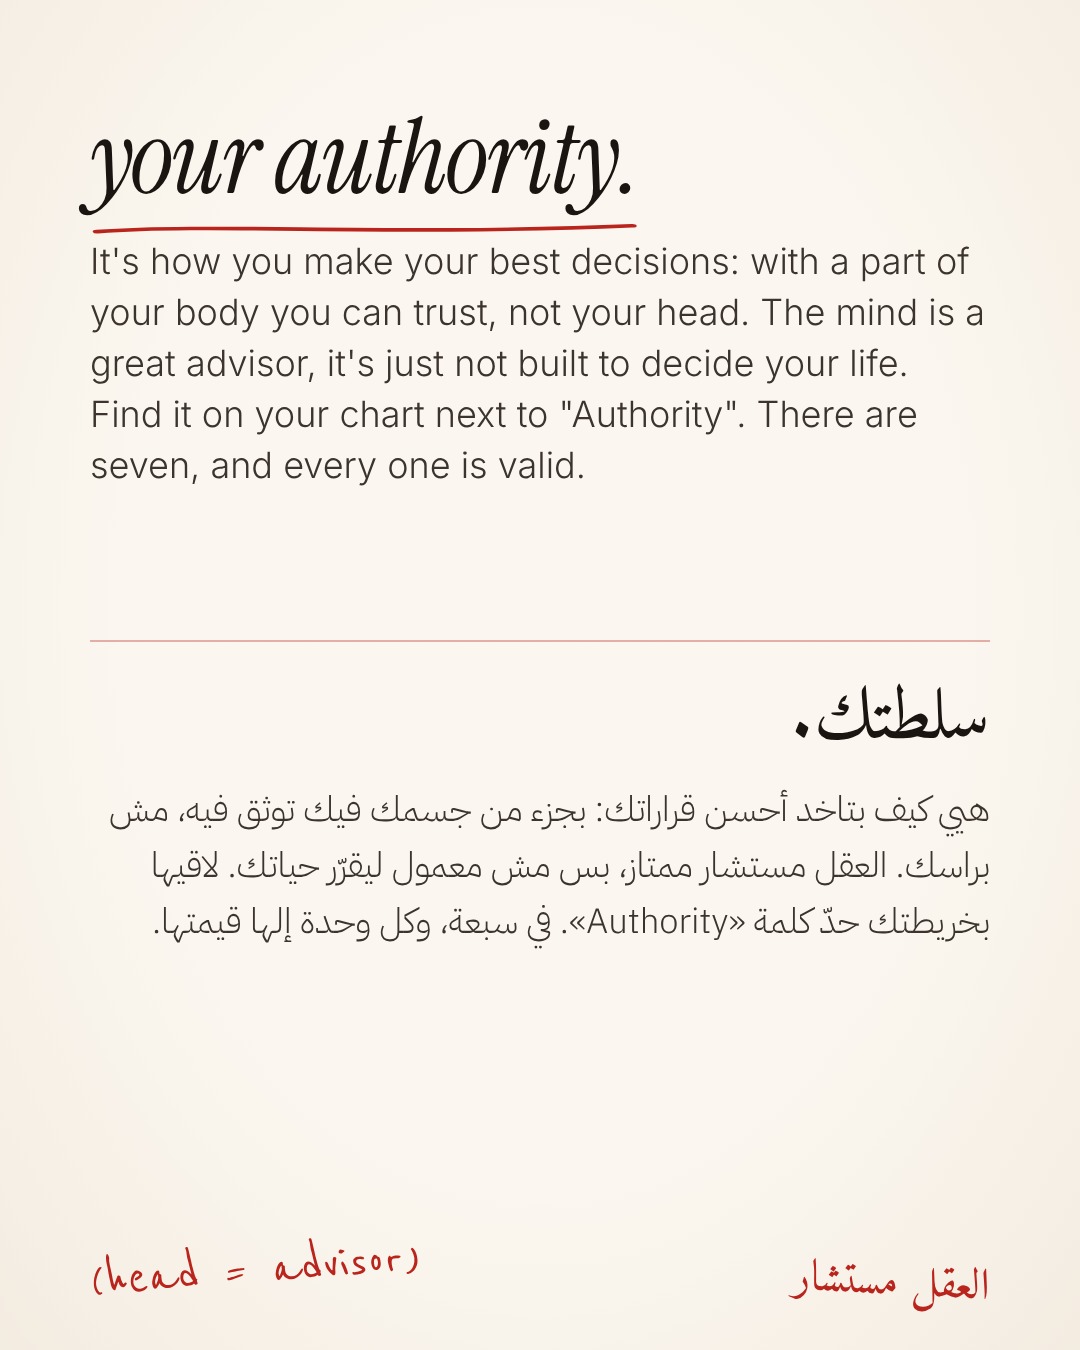 your authority.
It's how you make your best decisions: with a part of
your body you can trust, not your head. The mind is a
great advisor, it's just not built to decide your life.
Find it on your chart next to "Authority". There are
seven, and every one is valid.
سلطتك.
هيي كيف بتاخد أحسن قراراتك: بجزء من جسمك فيك توثق فيه، مش
براسك. العقل مستشار ممتاز، بس مش معمول ليقرّر حياتك. لاقيها
بخريطتك حدّ كلمة «Authority». في سبعة، وكل وحدة إلها قيمتها.
(head = advisor)
العقل مستشار